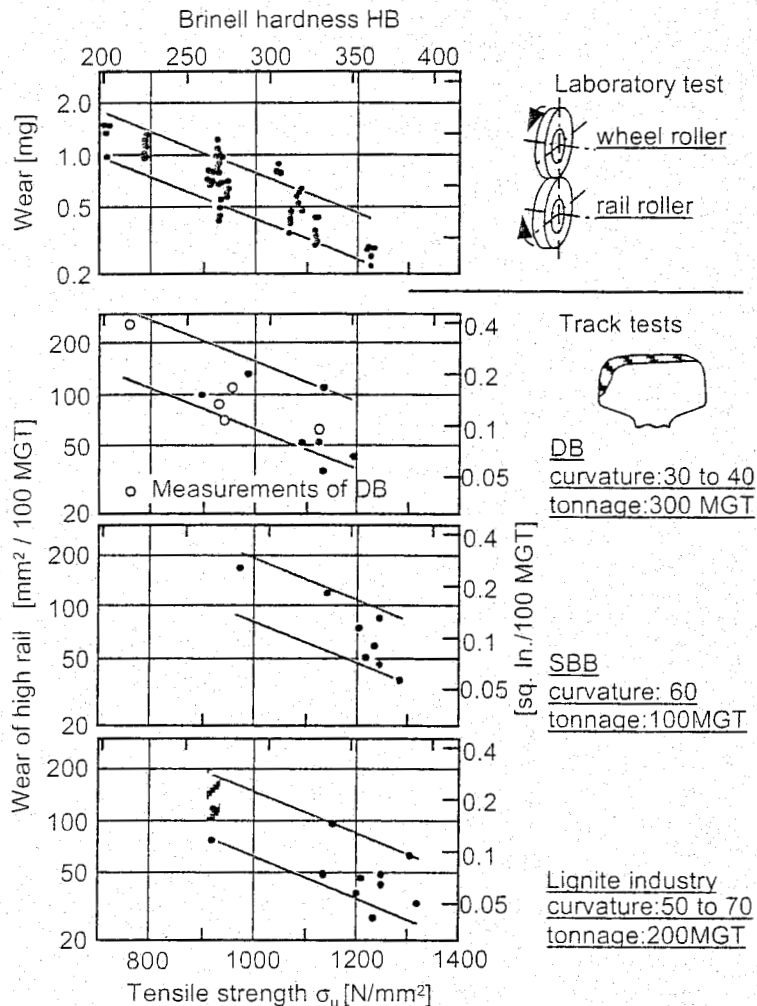 Brinell hardness HB
200 250 300 350 400
Wear [mg]
2.0
1.0
0.5
0.2
Laboratory test
wheel roller
rail roller
Wear of high rail [mm² / 100 MGT]
200
100
50
20
0.4
0.2
0.1
0.05
o Measurements of DB
Track tests
DB
curvature:30 to 40
tonnage:300 MGT
200
100
50
20
0.4
0.2
0.1
0.05
[sq. In./100 MGT]
SBB
curvature: 60
tonnage:100MGT
200
100
50
20
0.4
0.2
0.1
0.05
Lignite industry
curvature:50 to 70
tonnage:200MGT
800 1000 1200 1400
Tensile strength σu [N/mm²]